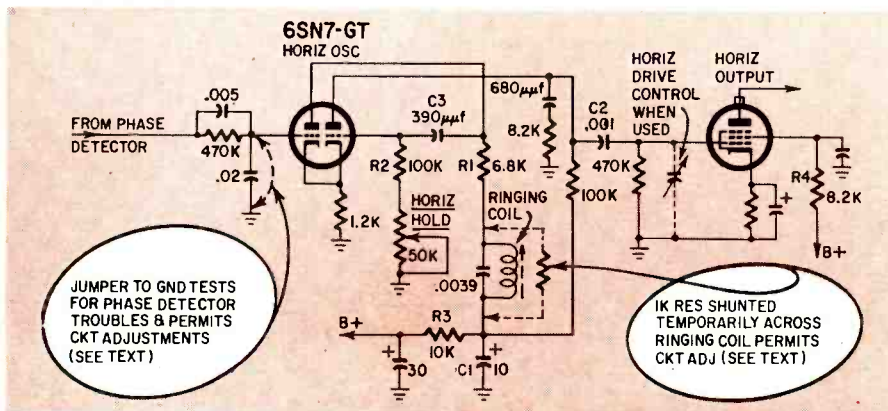 6SN7-GT
HORIZ OSC
FROM PHASE
DETECTOR
.005
470K
.02
1.2K
C3
390μμf
R2
100K
HORIZ
HOLD
50K
R1
6.8K
RINGING
COIL
.0039
B+
R3
10K
30
C1
10
680μμf
8.2K
C2
.001
470K
100K
HORIZ
DRIVE
CONTROL
WHEN
USED
HORIZ
OUTPUT
R4
8.2K
B+
JUMPER TO GND TESTS
FOR PHASE DETECTOR
TROUBLES & PERMITS
CKT ADJUSTMENTS
(SEE TEXT)
1K RES SHUNTED
TEMPORARILY ACROSS
RINGING COIL PERMITS
CKT ADJ (SEE TEXT)